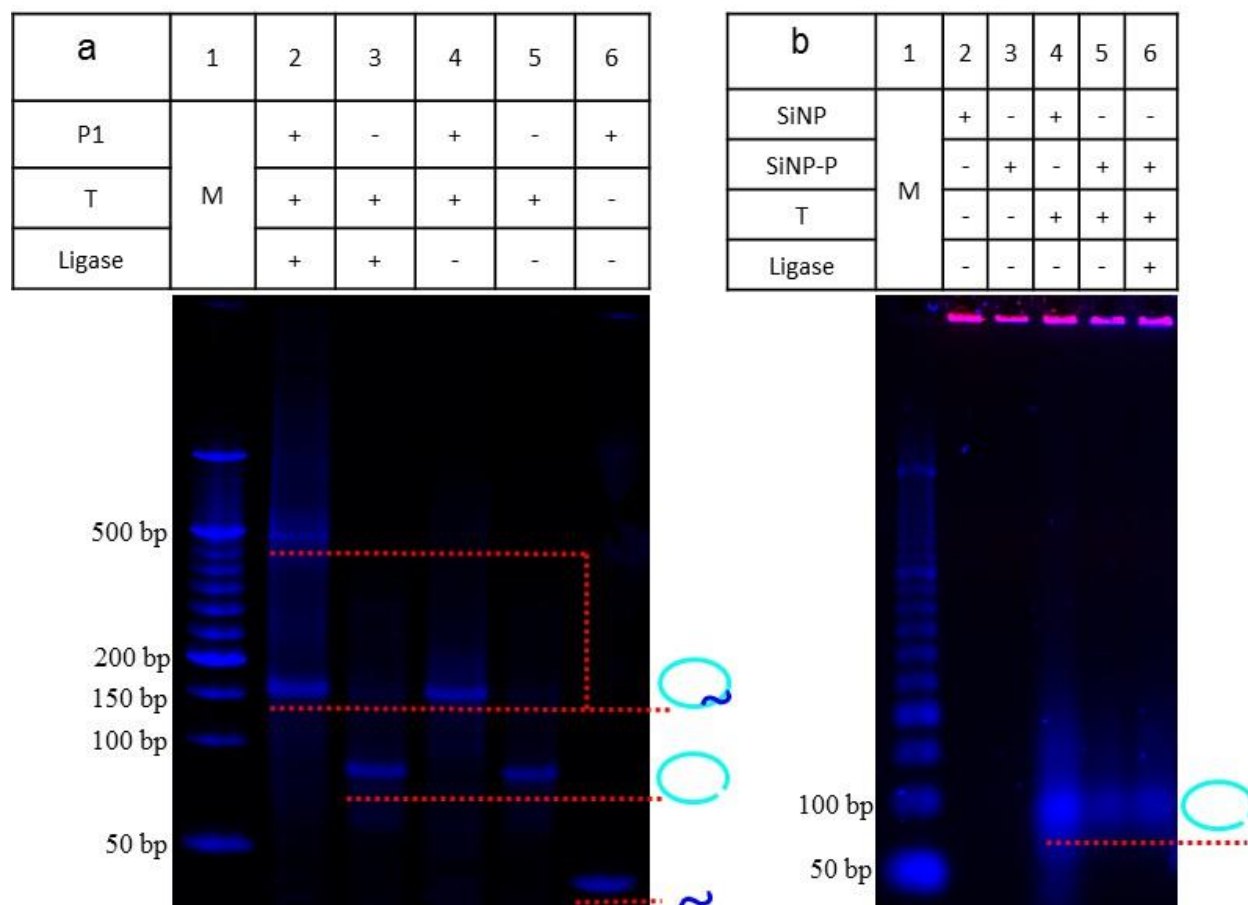 a 1 2 3 4 5 6
P1 + - + - +
T M + + + + -
Ligase + + - - -
500 bp
200 bp
150 bp
100 bp
50 bp
b 1 2 3 4 5 6
SiNP + - + - -
SiNP-P - + - + +
T M - - + + +
Ligase - - - - +
100 bp
50 bp